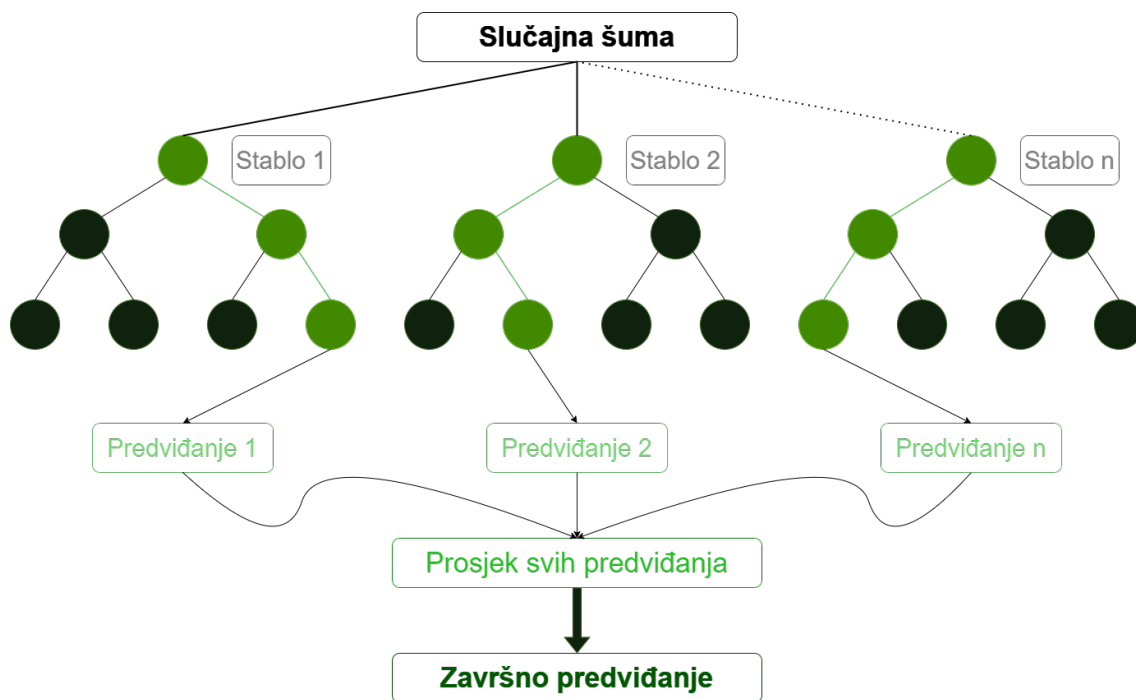 Slučajna šuma
Stablo 1
Stablo 2
Stablo n
Predviđanje 1
Predviđanje 2
Predviđanje n
Prosjek svih predviđanja
Završno predviđanje